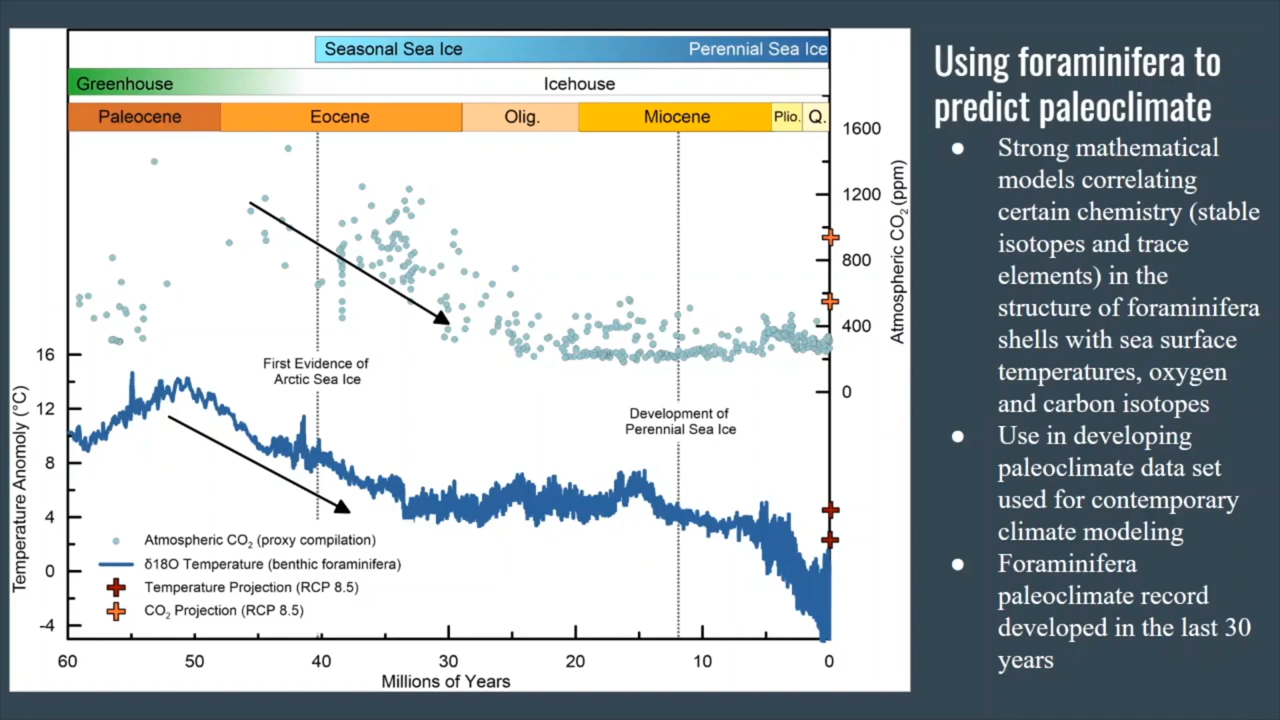 Seasonal Sea Ice Perennial Sea Ice
Greenhouse Icehouse
Paleocene Eocene Olig. Miocene Plio. Q.
1600
1200
800
400
0
Atmospheric CO2 (ppm)
16
12
8
4
0
-4
Temperature Anomoly (°C)
First Evidence of
Arctic Sea Ice
Development of
Perennial Sea Ice
Atmospheric CO2 (proxy compilation)
δ18O Temperature (benthic foraminifera)
Temperature Projection (RCP 8.5)
CO2 Projection (RCP 8.5)
60 50 40 30 20 10 0
Millions of Years
Using foraminifera to
predict paleoclimate
● Strong mathematical
models correlating
certain chemistry (stable
isotopes and trace
elements) in the
structure of foraminifera
shells with sea surface
temperatures, oxygen
and carbon isotopes
● Use in developing
paleoclimate data set
used for contemporary
climate modeling
● Foraminifera
paleoclimate record
developed in the last 30
years